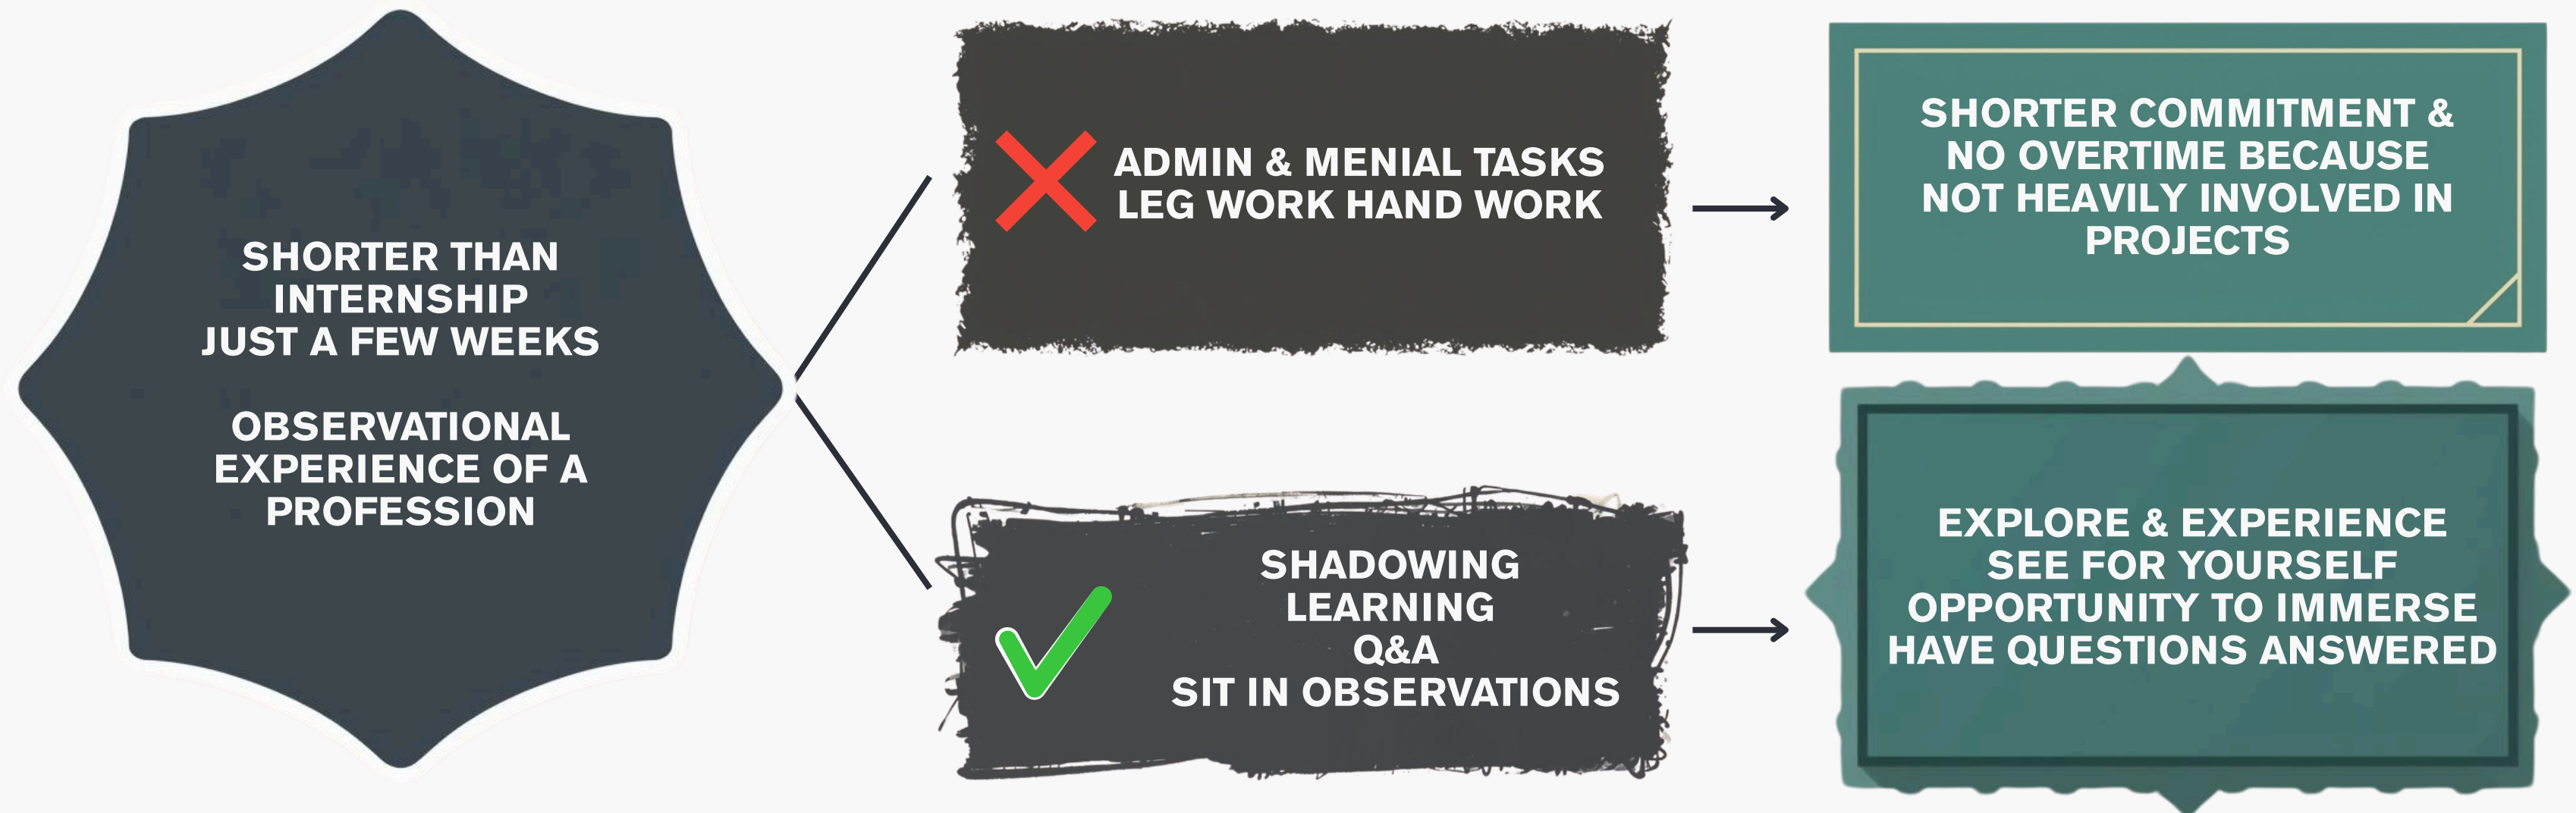 SHORTER THAN
INTERNSHIP
JUST A FEW WEEKS
OBSERVATIONAL
EXPERIENCE OF A
PROFESSION
ADMIN & MENIAL TASKS
LEG WORK HAND WORK
SHORTER COMMITMENT &
NO OVERTIME BECAUSE
NOT HEAVILY INVOLVED IN
PROJECTS
SHADOWING
LEARNING
Q&A
SIT IN OBSERVATIONS
EXPLORE & EXPERIENCE
SEE FOR YOURSELF
OPPORTUNITY TO IMMERSE
HAVE QUESTIONS ANSWERED